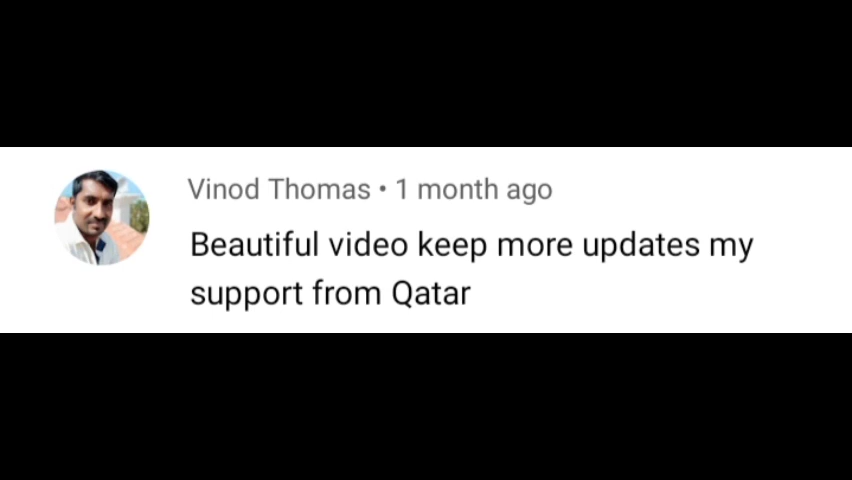 Vinod Thomas • 1 month ago
Beautiful video keep more updates my
support from Qatar